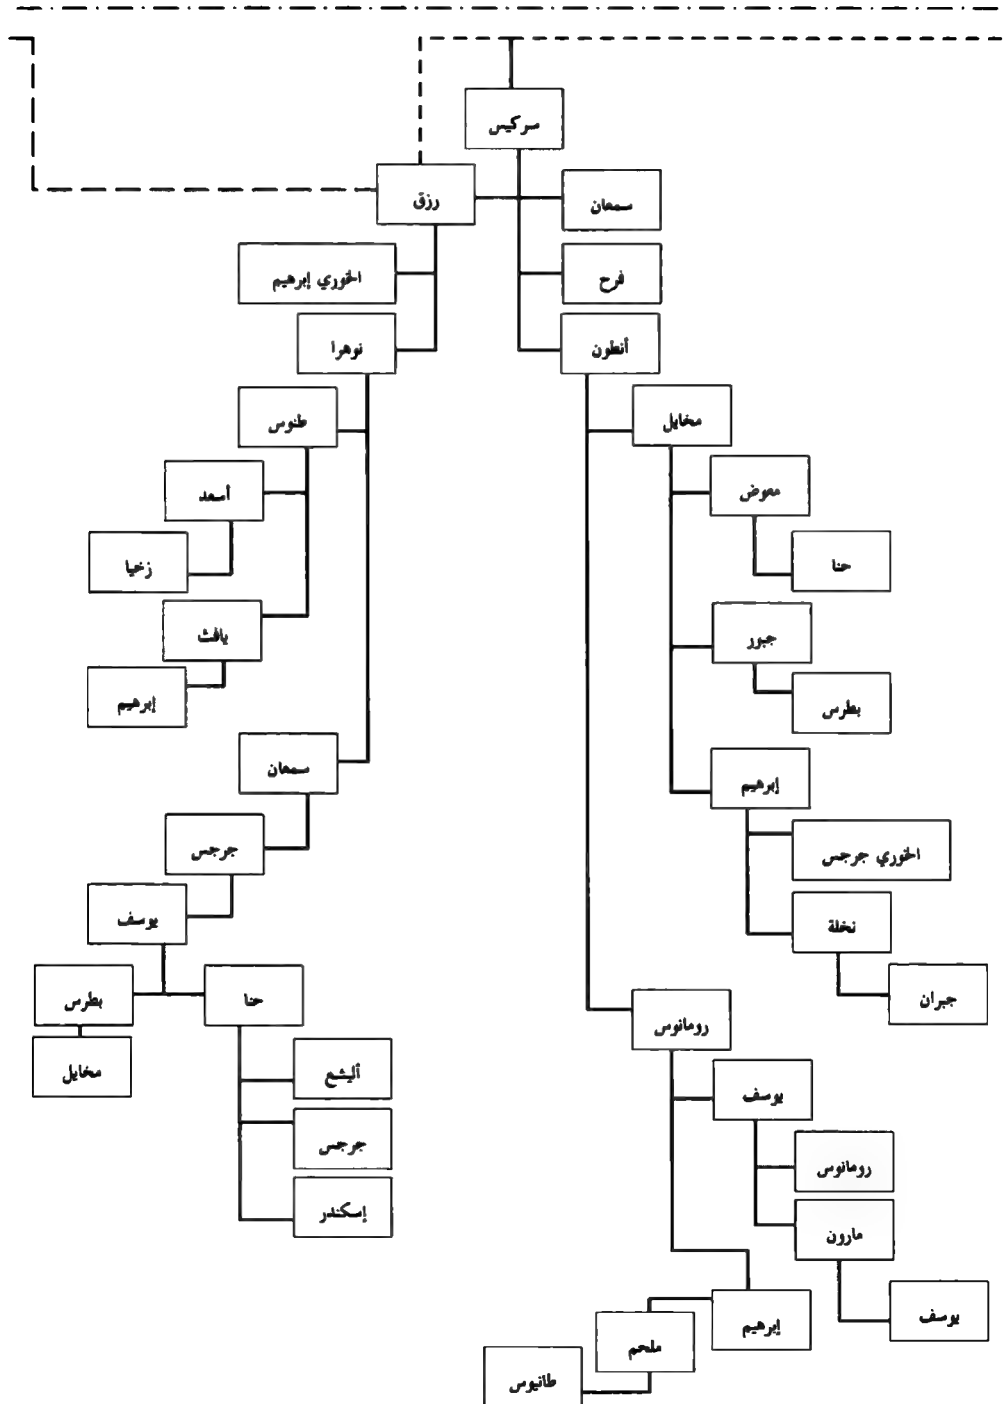 سركيس
رزق
سمعان
الخوري إبرهيم
فرح
نوهرا
أنطون
طنوس
مخايل
أسعد
معوض
زخيا
حنا
يافث
جبور
إبرهيم
بطرس
سمعان
إبرهيم
جرجس
الخوري جرجس
يوسف
نخلة
بطرس
حنا
جبران
مخايل
رومانوس
أليشع
يوسف
جرجس
رومانوس
إسكندر
مارون
إبرهيم
يوسف
ملحم
طانيوس